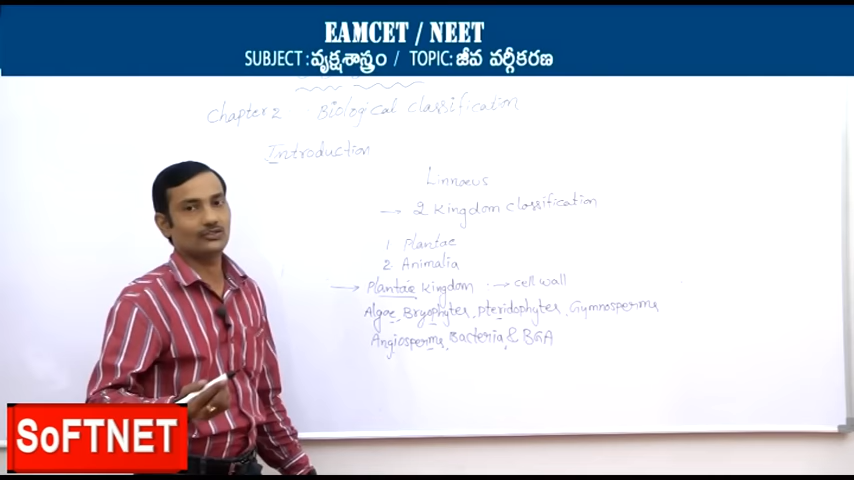 EAMCET / NEET
SUBJECT : వృక్షశాస్త్రం / TOPIC: జీవ వర్గీకరణ
Chapter 2 Biological classification
Introduction
Linnaeus
→ 2 Kingdom classification
1 Plantae
2 Animalia
→ Plantae Kingdom → cell wall
Algae, Bryophytes, pteridophytes, Gymnosperms
Angiosperms, Bacteria, & BGA
SoFTNET